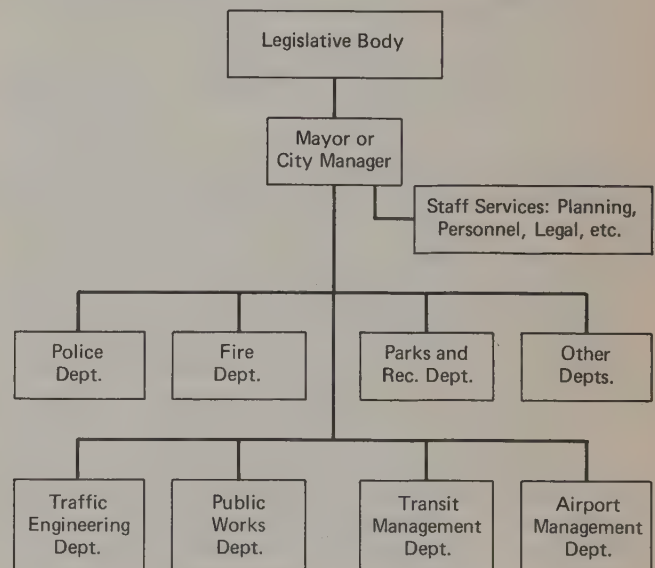 Legislative Body
Mayor or
City Manager
Staff Services: Planning,
Personnel, Legal, etc.
Police
Dept.
Fire
Dept.
Parks and
Rec. Dept.
Other
Depts.
Traffic
Engineering
Dept.
Public
Works
Dept.
Transit
Management
Dept.
Airport
Management
Dept.